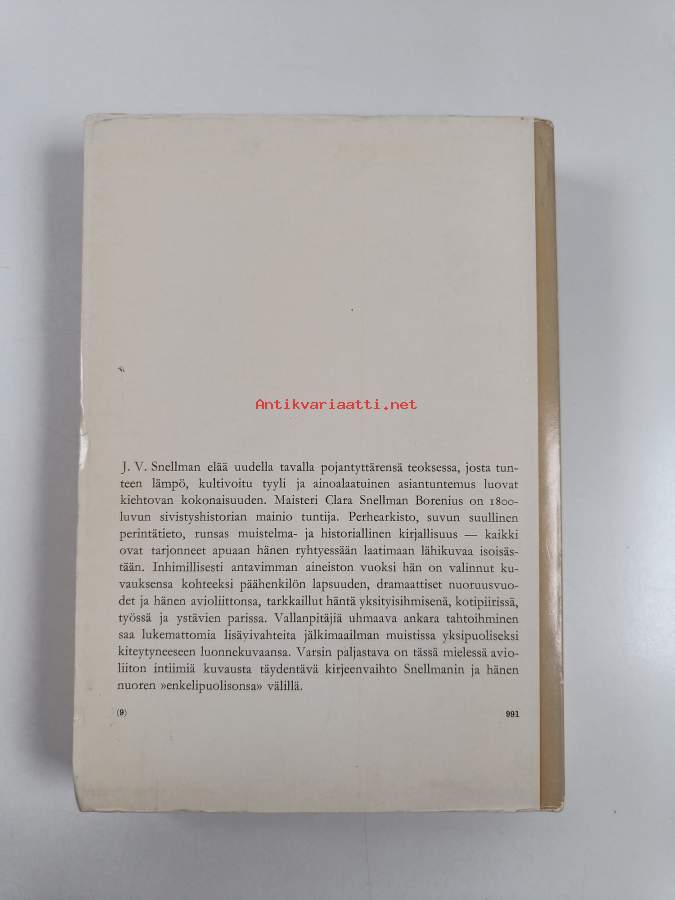 Antikvariaatti.net
J. V. Snellman elää uudella tavalla pojantyttärensä teoksessa, josta tun-
teen lämpö, kultivoitu tyyli ja ainoalaatuinen asiantuntemus luovat
kiehtovan kokonaisuuden. Maisteri Clara Snellman Borenius on 1800-
luvun sivistyshistorian mainio tuntija. Perhearkisto, suvun suullinen
perintätieto, runsas muistelma- ja historiallinen kirjallisuus — kaikki
ovat tarjonneet apuaan hänen ryhtyessään laatimaan lähikuvaa isoisäs-
tään. Inhimillisesti antavimman aineiston vuoksi hän on valinnut ku-
vauksensa kohteeksi päähenkilön lapsuuden, dramaattiset nuoruusvuo-
det ja hänen avioliittonsa, tarkkaillut häntä yksityisihmisenä, kotipiirissä,
työssä ja ystävien parissa. Vallanpitäjiä uhmaava ankara tahtoihminen
saa lukemattomia lisäyivahteita jälkimaailman muistissa yksipuoliseksi
kiteytyneeseen luonnekuvaansa. Varsin paljastava on tässä mielessä avio-
liiton intiimiä kuvausta täydentävä kirjeenvaihto Snellmanin ja hänen
nuoren »enkelipuolisonsa» välillä.
(9) 991